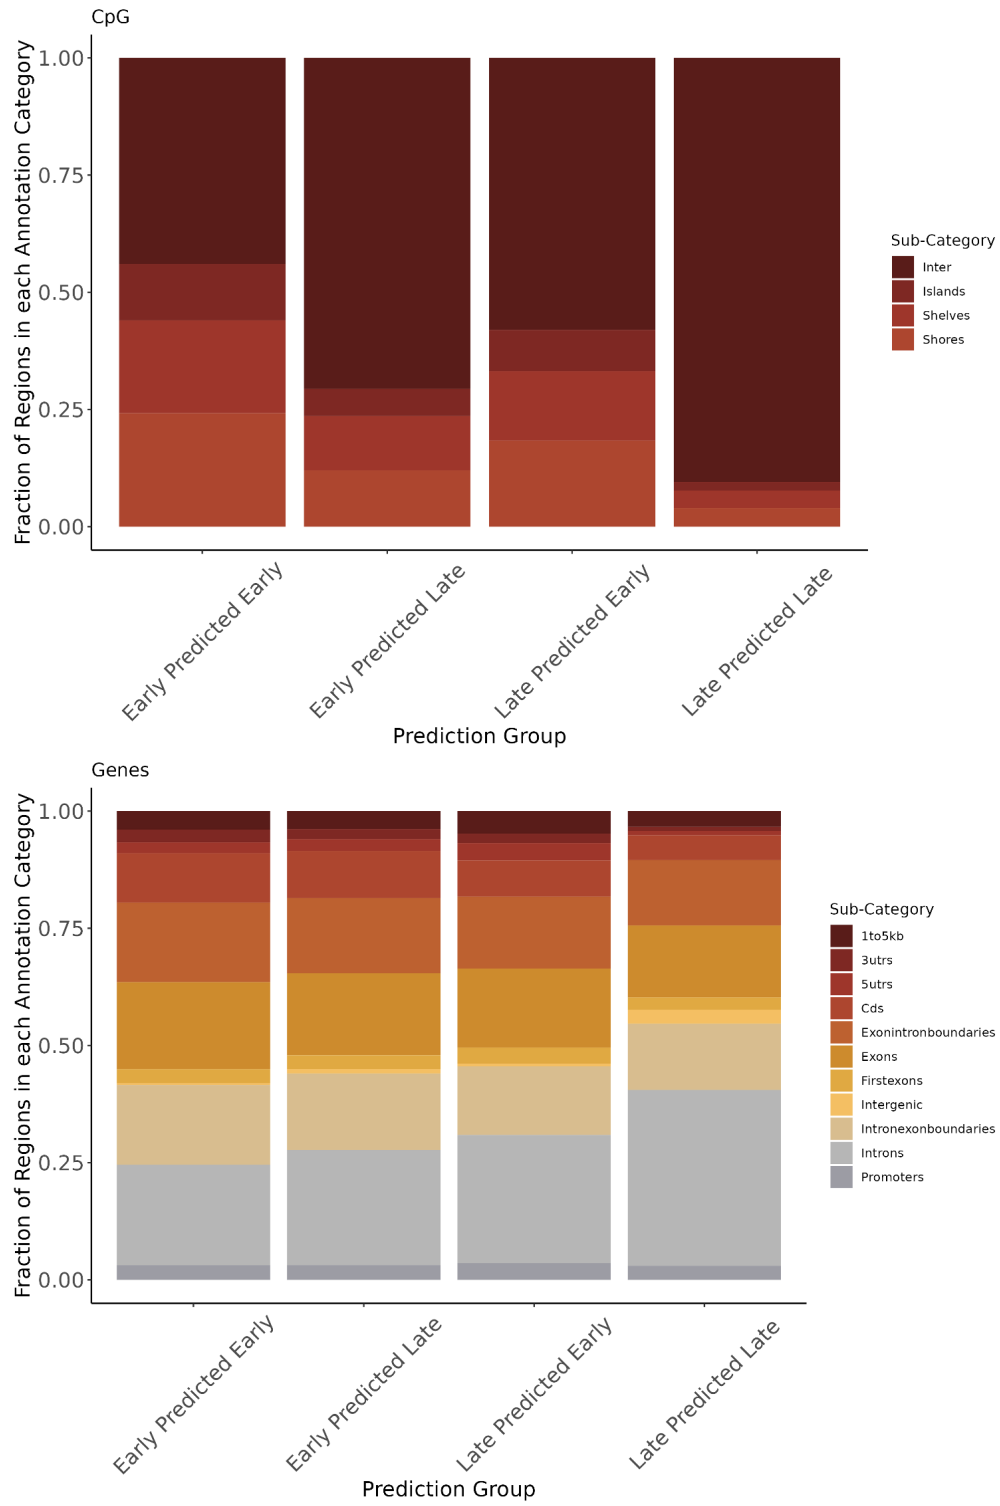 CpG
Fraction of Regions in each Annotation Category
1.00
0.75
0.50
0.25
0.00
Early Predicted Early
Early Predicted Late
Late Predicted Early
Late Predicted Late
Prediction Group
Sub-Category
Inter
Islands
Shelves
Shores
Genes
Fraction of Regions in each Annotation Category
1.00
0.75
0.50
0.25
0.00
Early Predicted Early
Early Predicted Late
Late Predicted Early
Late Predicted Late
Prediction Group
Sub-Category
1to5kb
3utrs
5utrs
Cds
Exonintronboundaries
Exons
Firstexons
Intergenic
Intronexonboundaries
Introns
Promoters